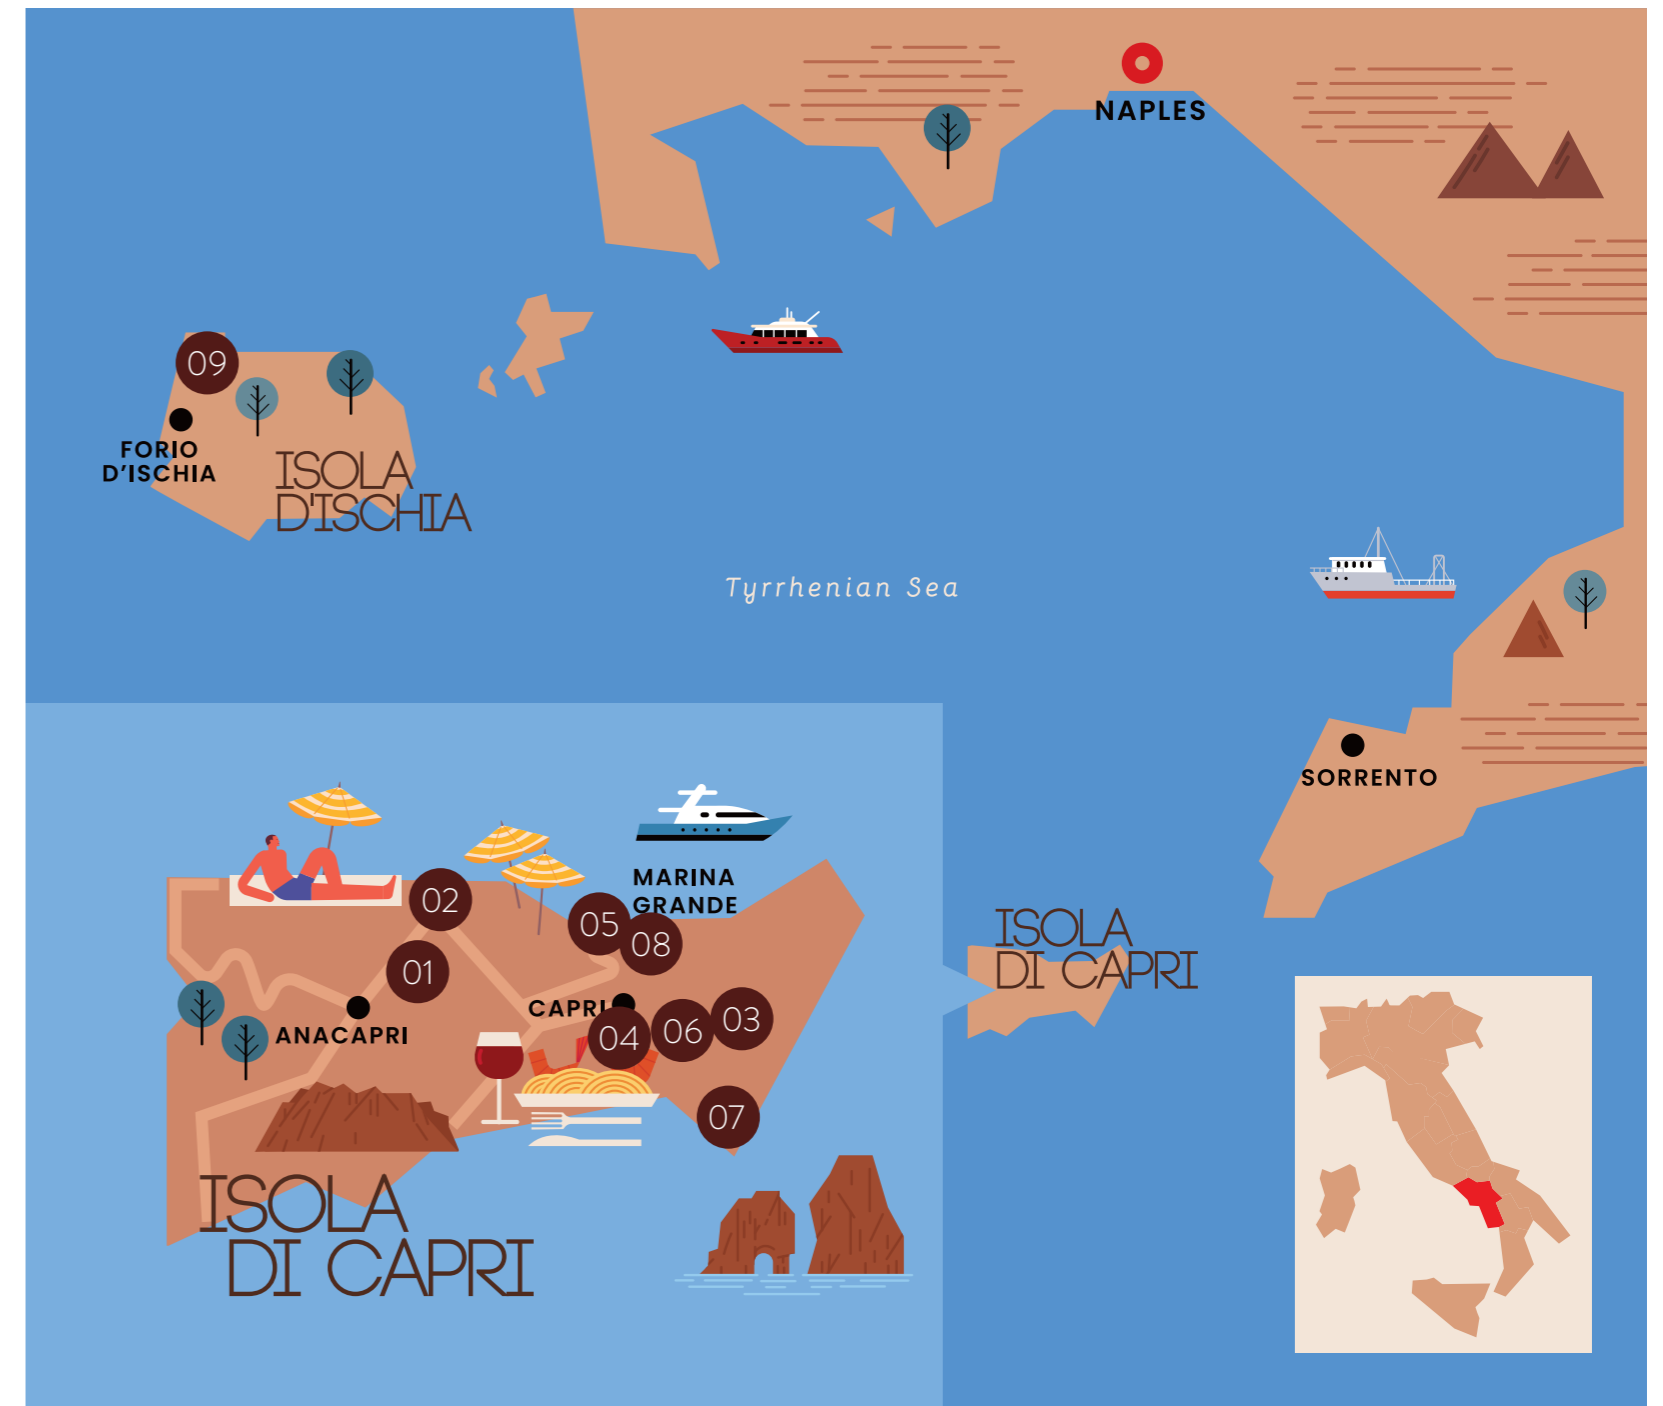 NAPLES
09
FORIO
D'ISCHIA
ISOLA
D'ISCHIA
Tyrrhenian Sea
SORRENTO
MARINA
GRANDE
02
05
08
01
CAPRI
ANACAPRI
04
06
03
07
ISOLA
DI CAPRI
ISOLA
DI CAPRI